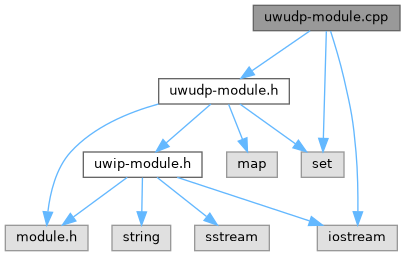 uwudp-module.cpp
uwudp-module.h
uwip-module.h
map
set
module.h
string
sstream
iostream